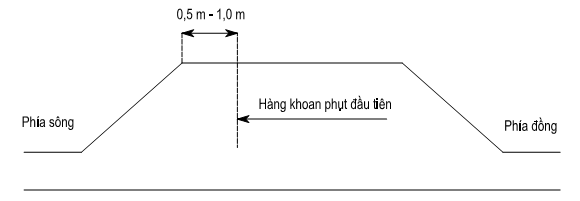 0,5 m - 1,0 m
Hàng khoan phụt đầu tiên
Phía sông
Phía đồng